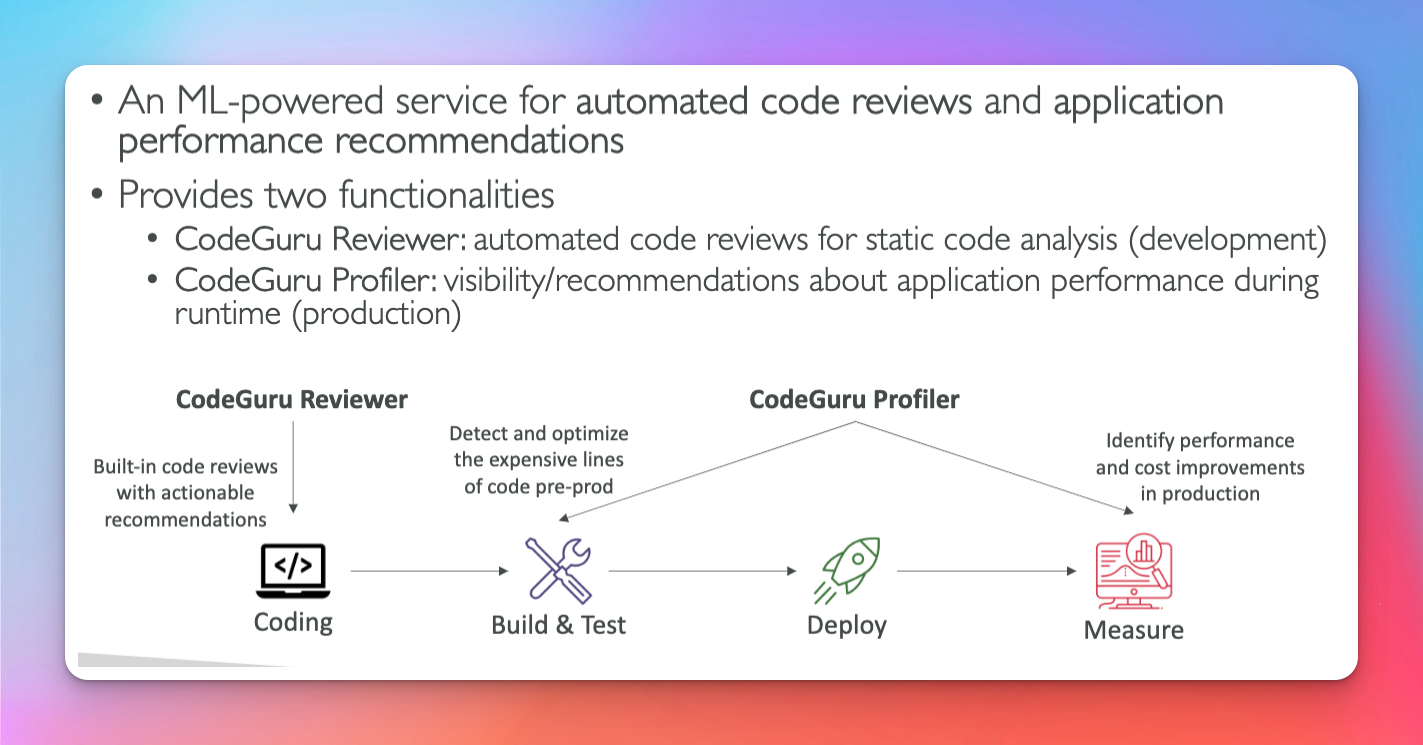 • An ML-powered service for automated code reviews and application
performance recommendations
• Provides two functionalities
• CodeGuru Reviewer: automated code reviews for static code analysis (development)
• CodeGuru Profiler: visibility/recommendations about application performance during
runtime (production)
CodeGuru Reviewer
CodeGuru Profiler
Built-in code reviews
with actionable
recommendations
Detect and optimize
the expensive lines
of code pre-prod
Identify performance
and cost improvements
in production
</>
Coding
Build & Test
Deploy
Measure